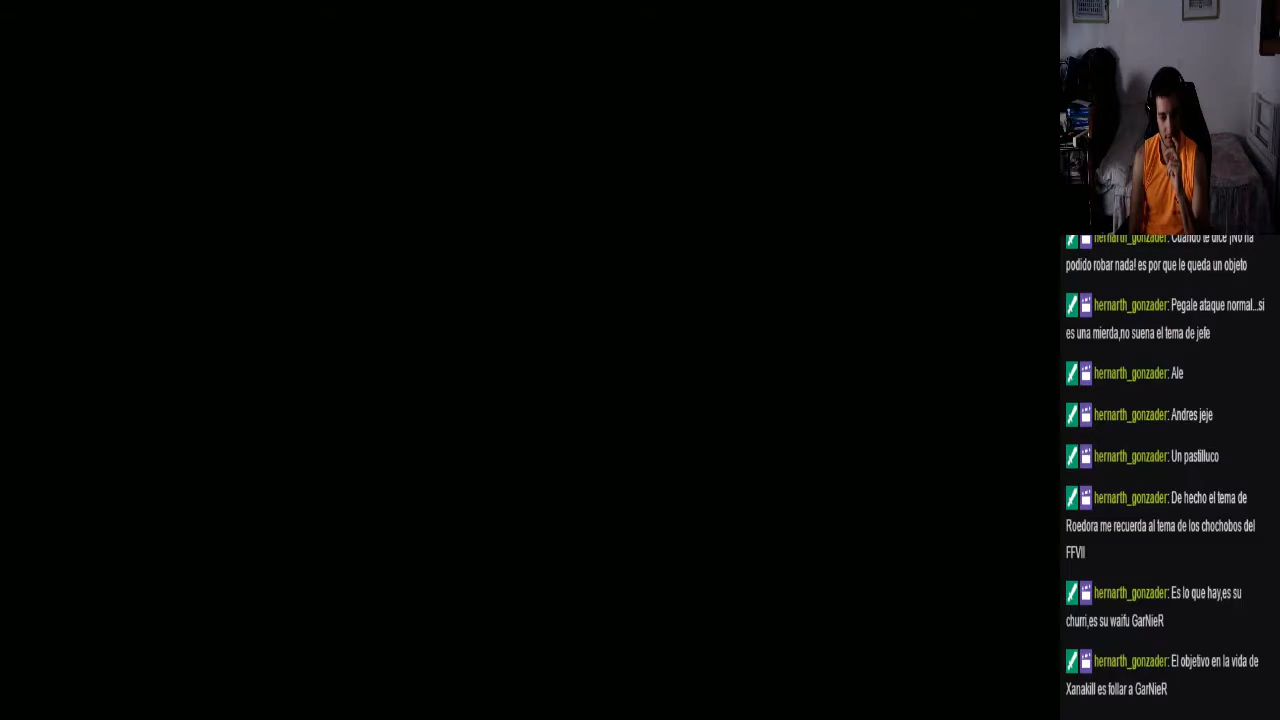 hernarth_gonzader: Cuando te dice ¡No ha
podido robar nada! es por que le queda un objeto
hernarth_gonzader: Pegale ataque normal...si
es una mierda,no suena el tema de jefe
hernarth_gonzader: Ale
hernarth_gonzader: Andres jeje
hernarth_gonzader: Un pastilluco
hernarth_gonzader: De hecho el tema de
Roedora me recuerda al tema de los chochobos del
FFVII
hernarth_gonzader: Es lo que hay,es su
churri,es su waifu GarNieR
hernarth_gonzader: El objetivo en la vida de
Xanakill es follar a GarNieR